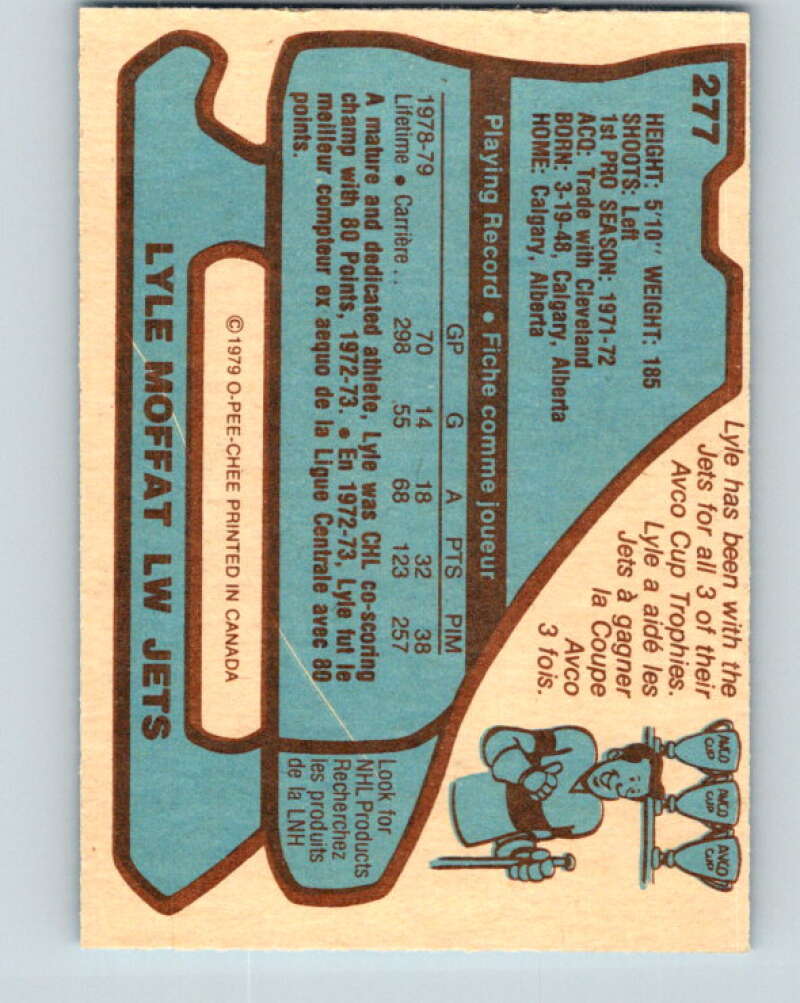 277
HEIGHT: 5'10" WEIGHT: 185
SHOOTS: Left
1st PRO SEASON: 1971-72
ACQ: Trade with Cleveland
BORN: 3-19-48, Calgary, Alberta
HOME: Calgary, Alberta
Lyle has been with the
Jets for all 3 of their
Avco Cup Trophies.
Lyle a aidé les
Jets à gagner
la Coupe
Avco
3 fois.
AVCO
CUP
AVCO
CUP
AVCO
CUP
Playing Record • Fiche comme joueur
GP G A PTS PIM
1978-79 70 14 18 32 38
Lifetime • Carrière .. 298 55 68 123 257
A mature and dedicated athlete, Lyle was CHL co-scoring
champ with 80 Points, 1972-73. • En 1972-73, Lyle fut le
meilleur compteur ex aequo de la Ligue Centrale avec 80
points.
Look for
NHL Products
Recherchez
les produits
de la LNH
©1979 O-PEE-CHEE PRINTED IN CANADA
LYLE MOFFAT LW JETS